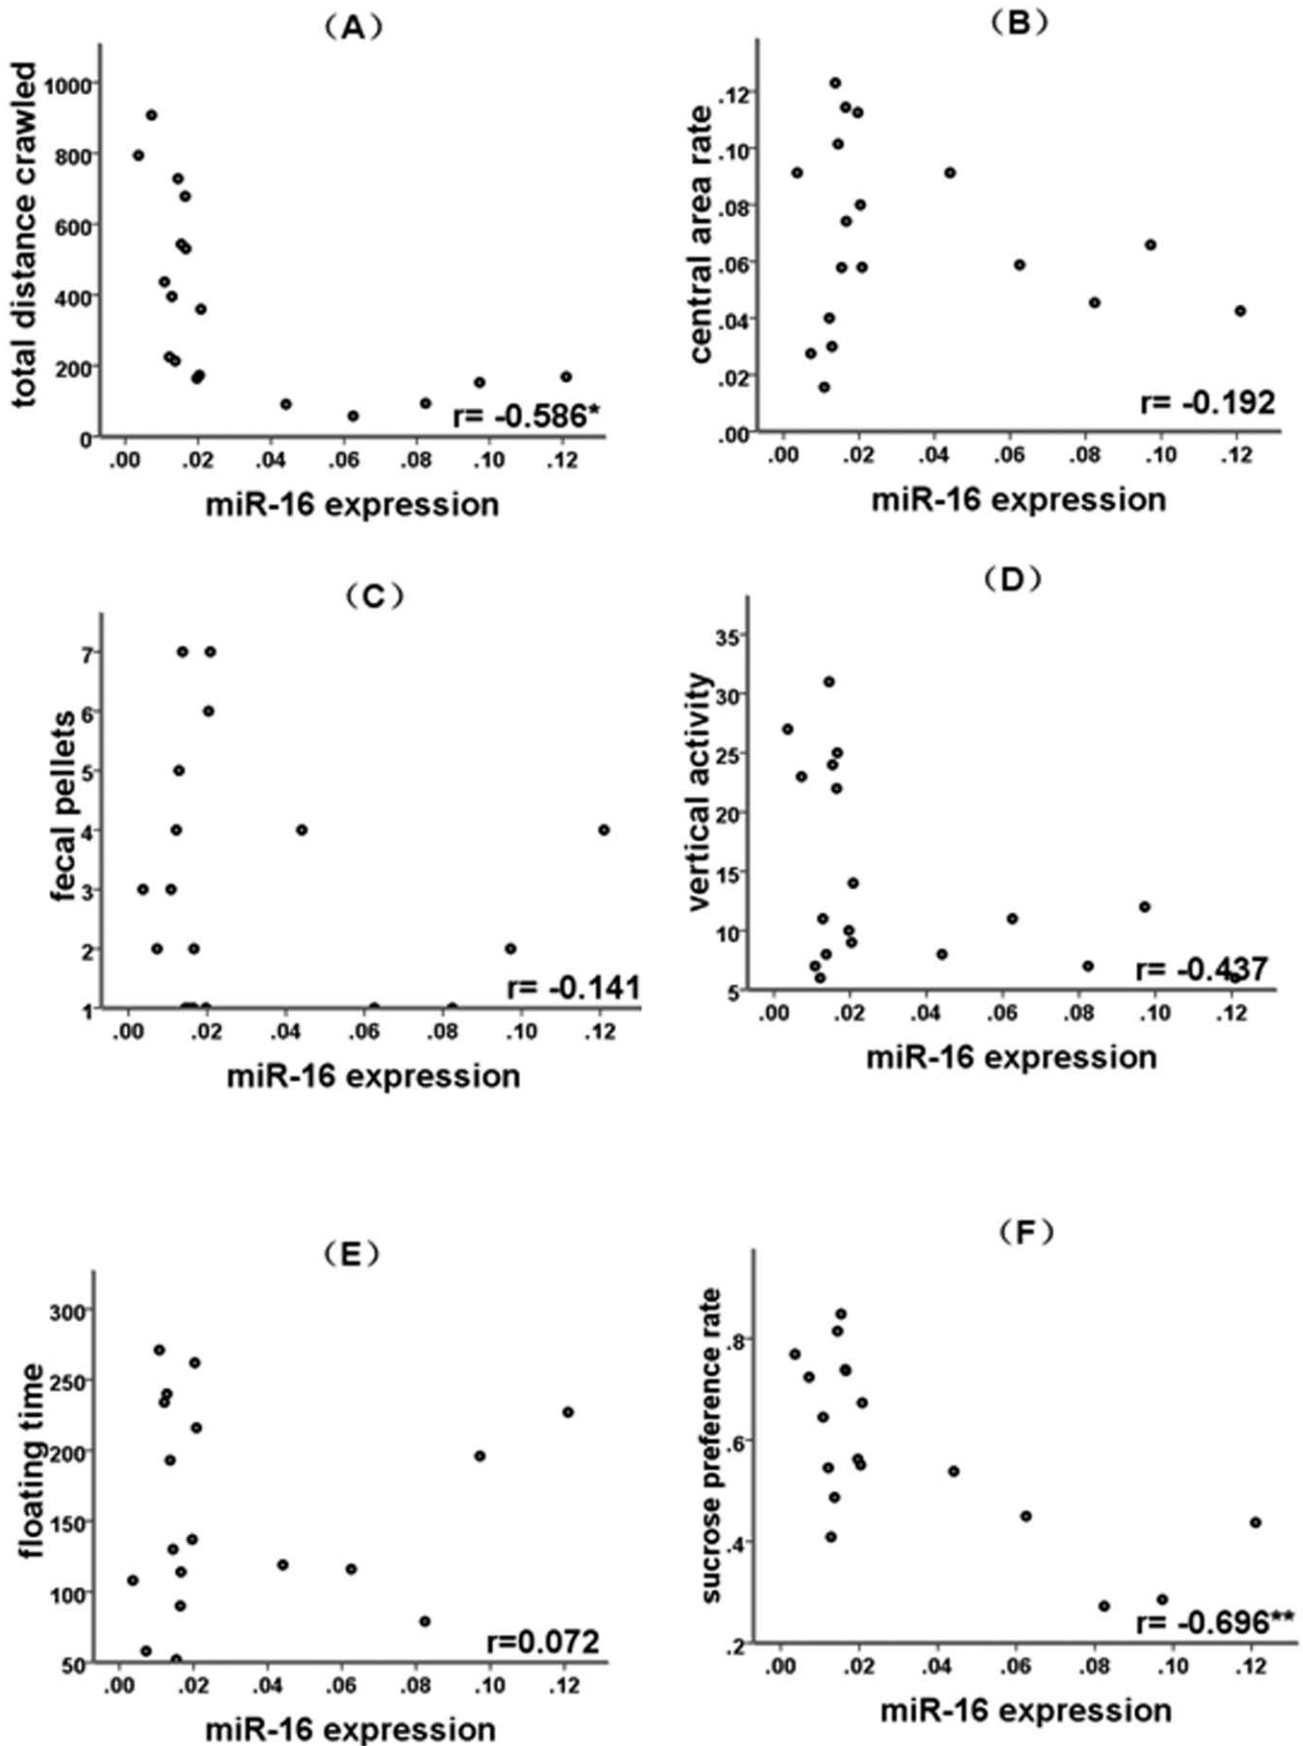 （A）
total distance crawled
1000
800
600
400
200
0
r= -0.586*
.00 .02 .04 .06 .08 .10 .12
miR-16 expression
（B）
central area rate
.12
.10
.08
.06
.04
.02
.00
r= -0.192
.00 .02 .04 .06 .08 .10 .12
miR-16 expression
（C）
fecal pellets
7
6
5
4
3
2
1
r= -0.141
.00 .02 .04 .06 .08 .10 .12
miR-16 expression
（D）
vertical activity
35
30
25
20
15
10
5
r= -0.437
.00 .02 .04 .06 .08 .10 .12
miR-16 expression
（E）
floating time
300
250
200
150
100
50
r=0.072
.00 .02 .04 .06 .08 .10 .12
miR-16 expression
（F）
sucrose preference rate
.8
.6
.4
.2
r= -0.696**
.00 .02 .04 .06 .08 .10 .12
miR-16 expression